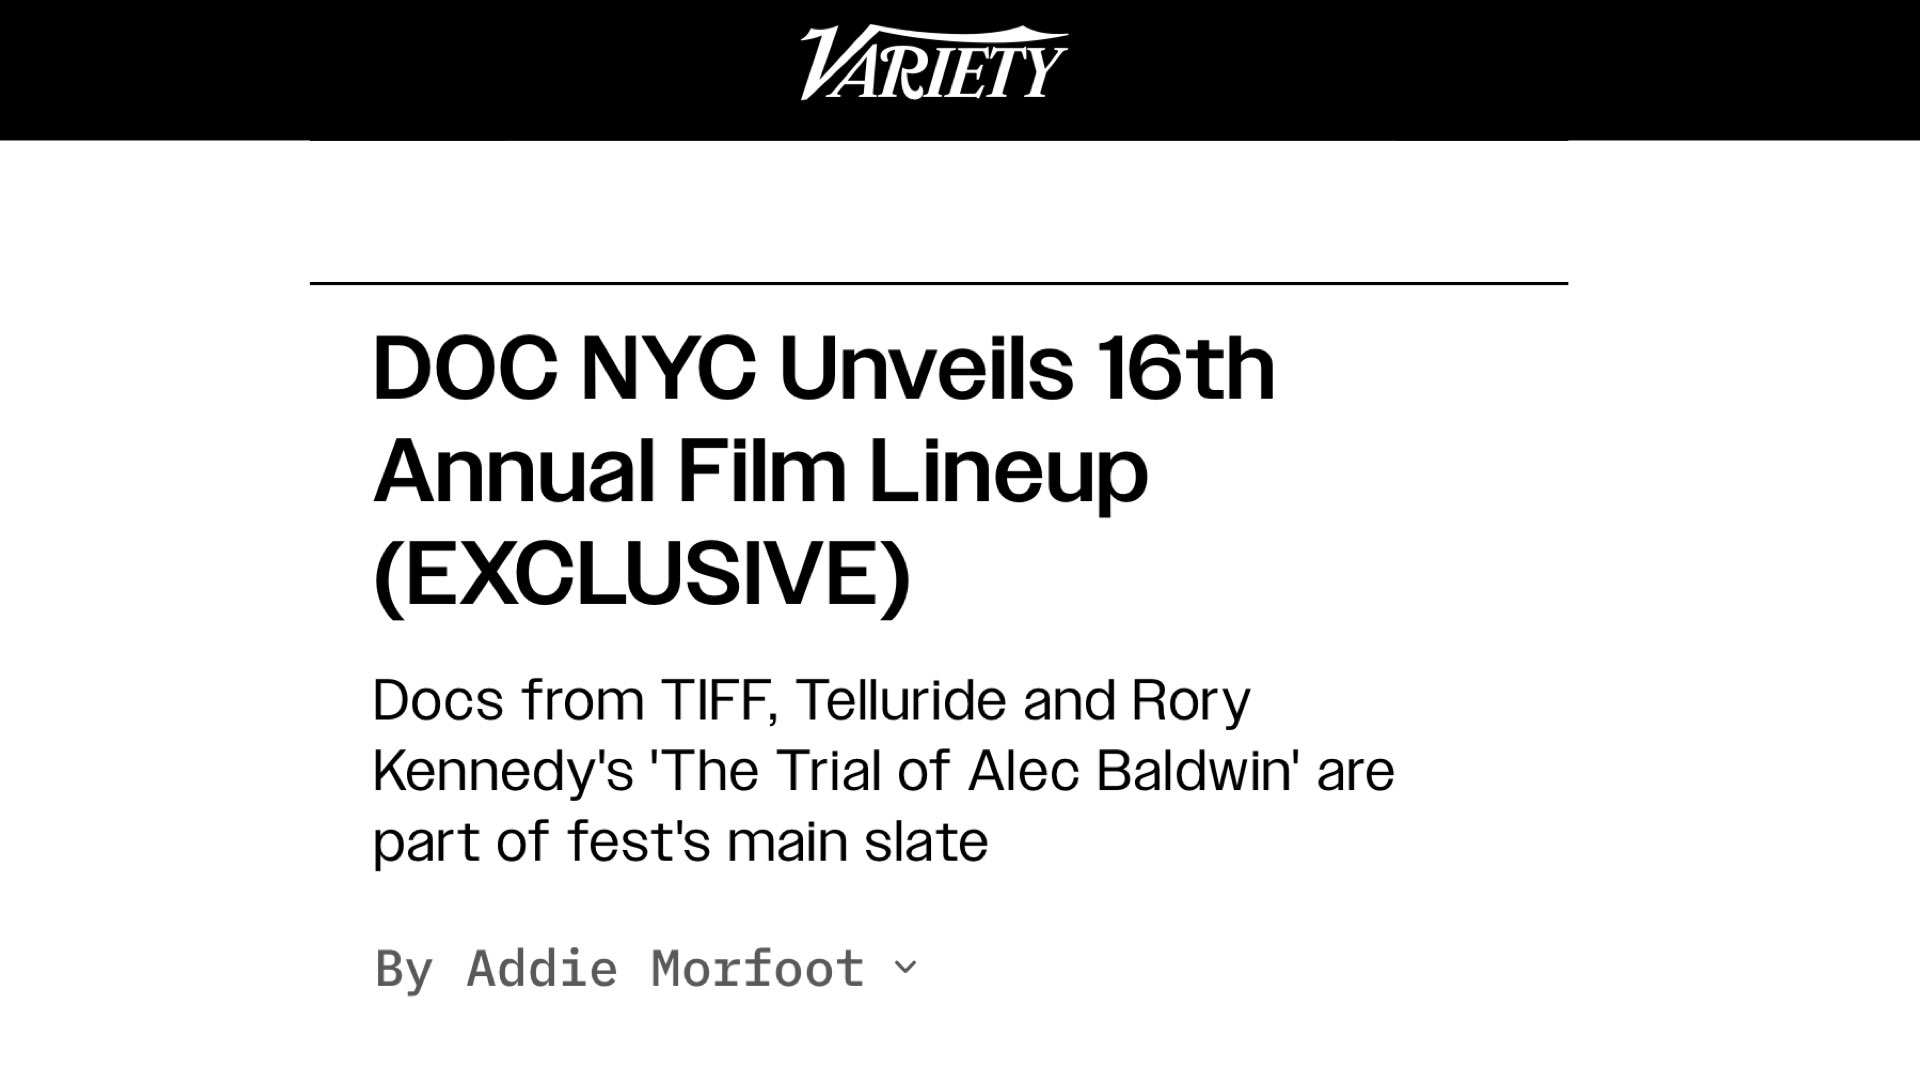 VARIETY
DOC NYC Unveils 16th
Annual Film Lineup
(EXCLUSIVE)
Docs from TIFF, Telluride and Rory
Kennedy's 'The Trial of Alec Baldwin' are
part of fest's main slate
By Addie Morfoot